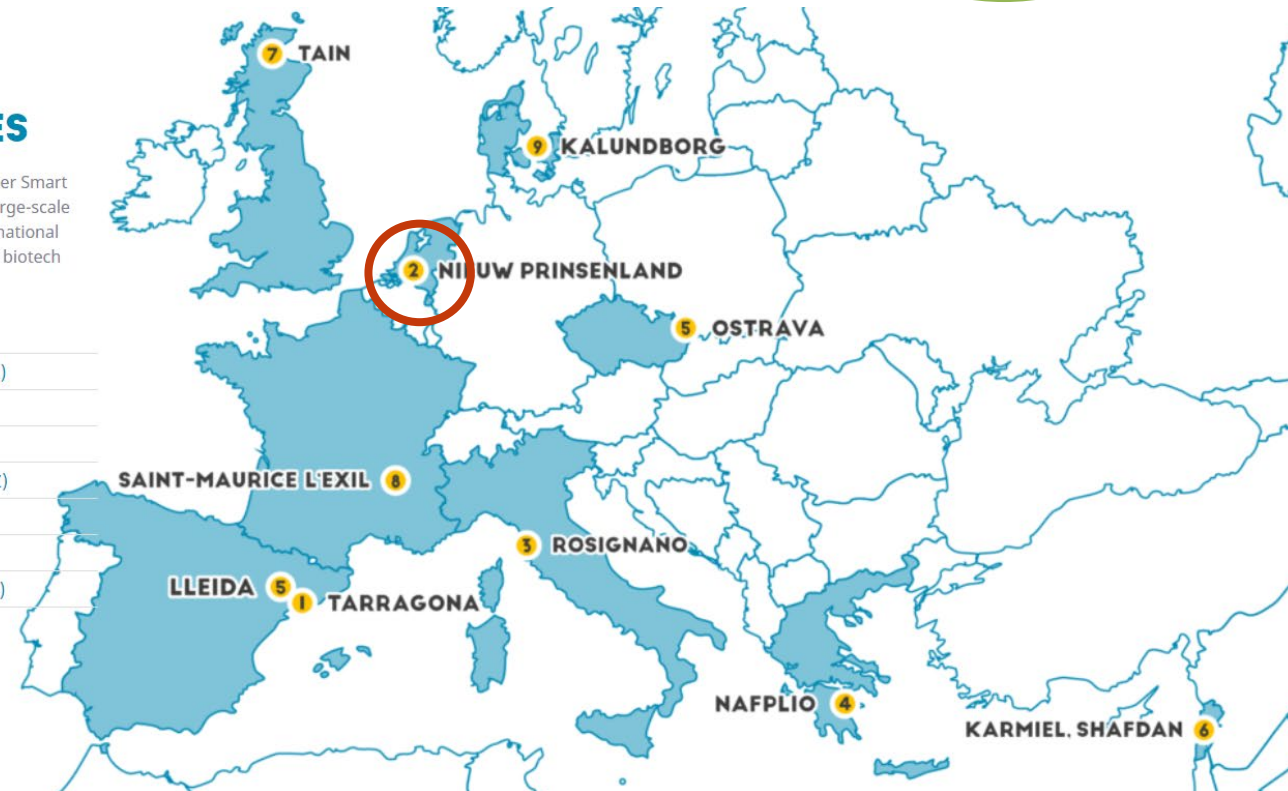 7 TAIN
ES
9 KALUNDBORG
er Smart
rge-scale
national
biotech
2 NIEUW PRINSENLAND
5 OSTRAVA
)
SAINT-MAURICE L'EXIL 8
)
3 ROSIGNANO
LLEIDA 5
)
1 TARRAGONA
NAFPLIO 4
KARMIEL. SHAFDAN 6